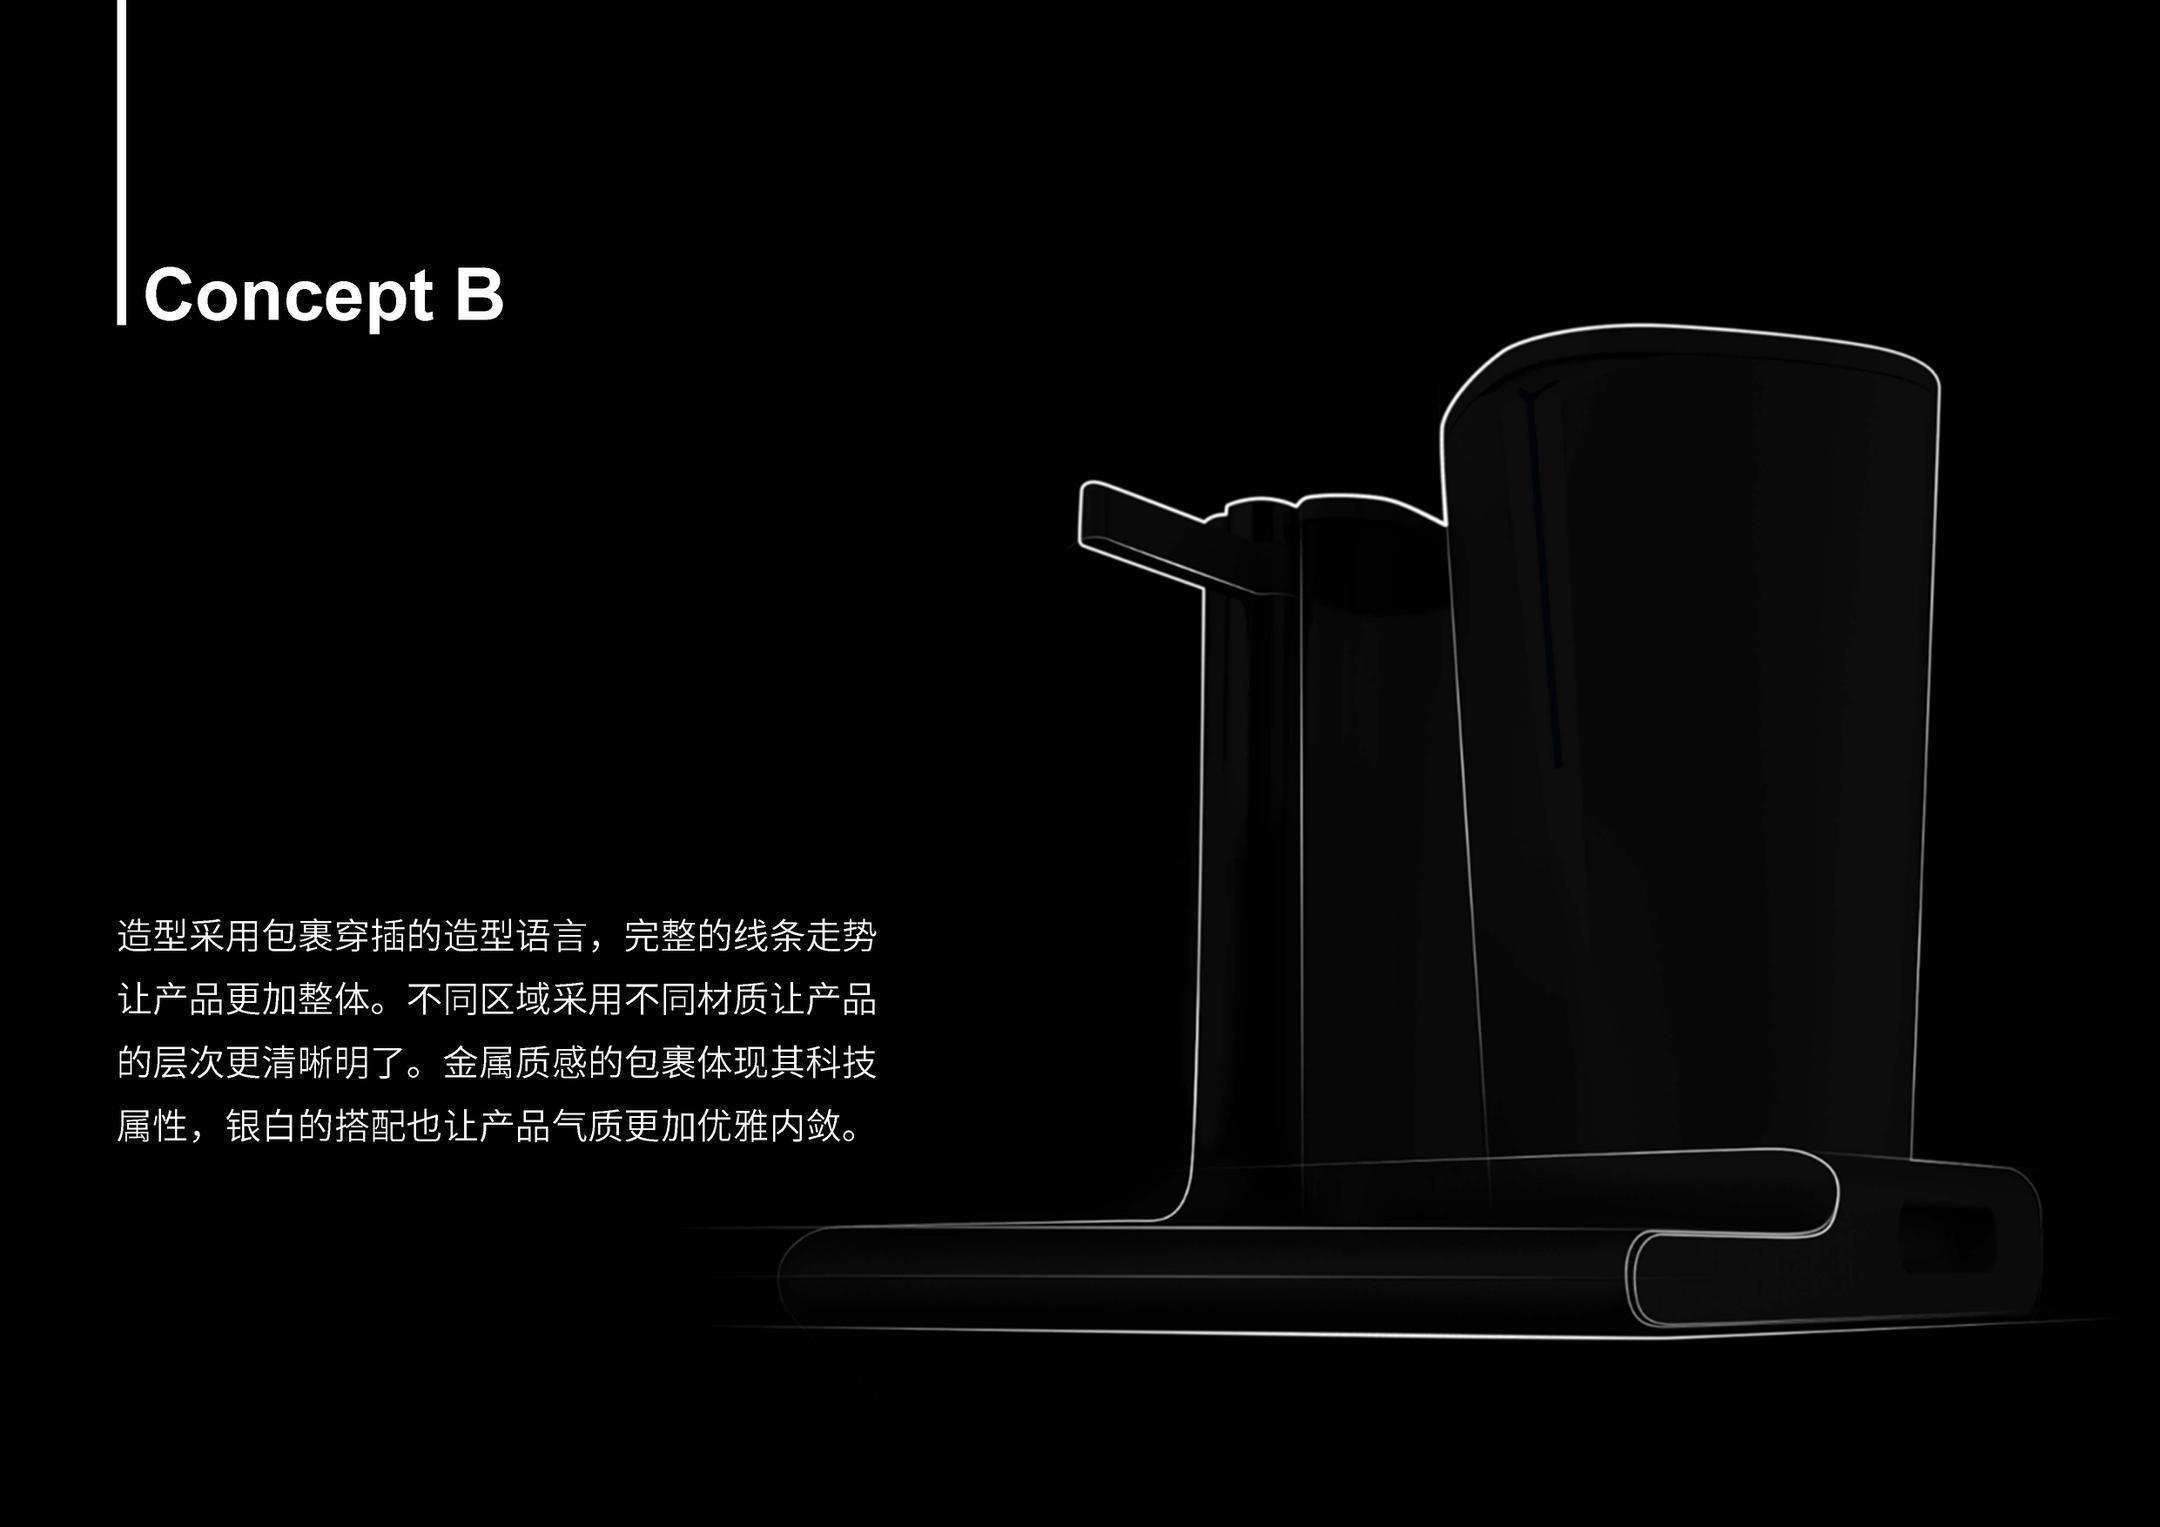 Concept B
造型采用包裹穿插的造型语言，完整的线条走势
让产品更加整体。不同区域采用不同材质让产品
的层次更清晰明了。金属质感的包裹体现其科技
属性，银白的搭配也让产品气质更加优雅内敛。